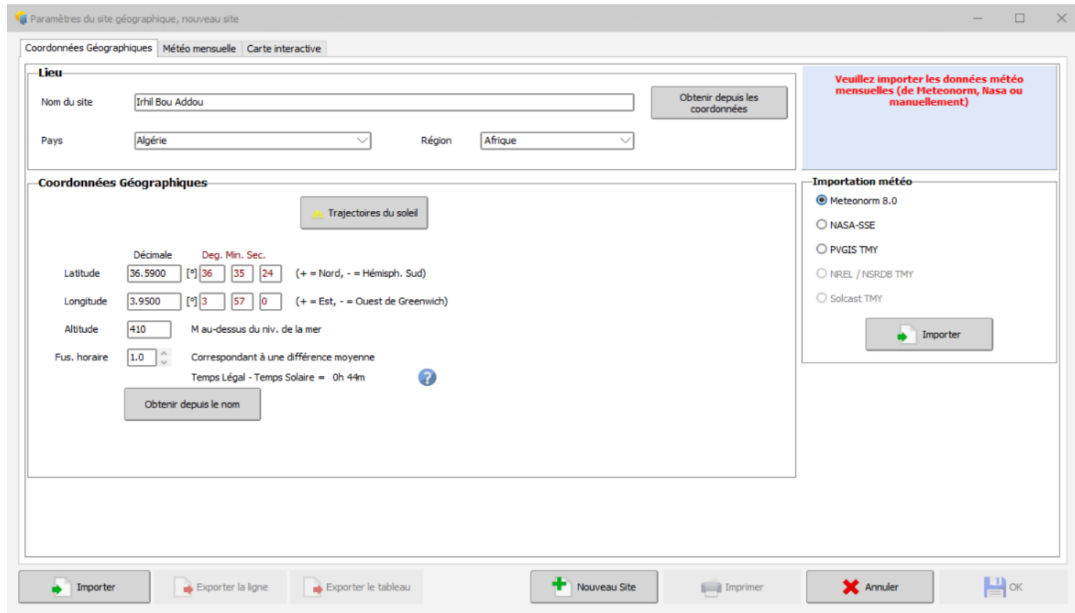 Paramètres du site géographique, nouveau site
Coordonnées Géographiques Météo mensuelle Carte interactive
Lieu
Nom du site Irhil Bou Addou
Obtenir depuis les
coordonnées
Pays Algérie Région Afrique
Veuillez importer les données météo
mensuelles (de Meteonorm, Nasa ou
manuellement)
Coordonnées Géographiques
Trajectoires du soleil
Décimale Deg. Min. Sec.
Latitude 36.5900 [°] 36 35 24 (+ = Nord, - = Hémisph. Sud)
Longitude 3.9500 [°] 3 57 0 (+ = Est, - = Ouest de Greenwich)
Altitude 410 M au-dessus du niv. de la mer
Fus. horaire 1.0 Correspondant à une différence moyenne
Temps Légal - Temps Solaire = 0h 44m ?
Obtenir depuis le nom
Importation météo
Meteonorm 8.0
NASA-SSE
PVGIS TMY
NREL / NSRDB TMY
Solcast TMY
Importer
Importer Exporter la ligne Exporter le tableau Nouveau Site Imprimer Annuler OK